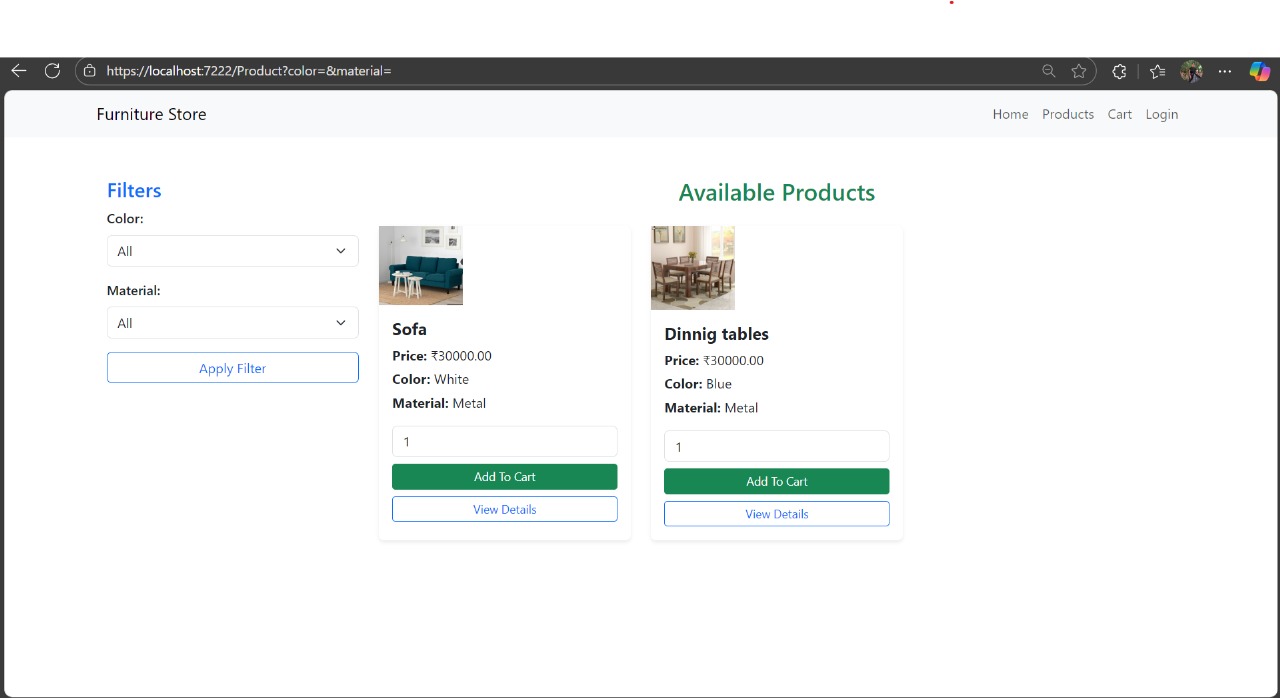 https://localhost:7222/Product?color=&material=
Furniture Store
Home Products Cart Login
Filters
Color:
All
Material:
All
Apply Filter
Available Products
Sofa
Price: ₹30000.00
Color: White
Material: Metal
1
Add To Cart
View Details
Dinnig tables
Price: ₹30000.00
Color: Blue
Material: Metal
1
Add To Cart
View Details